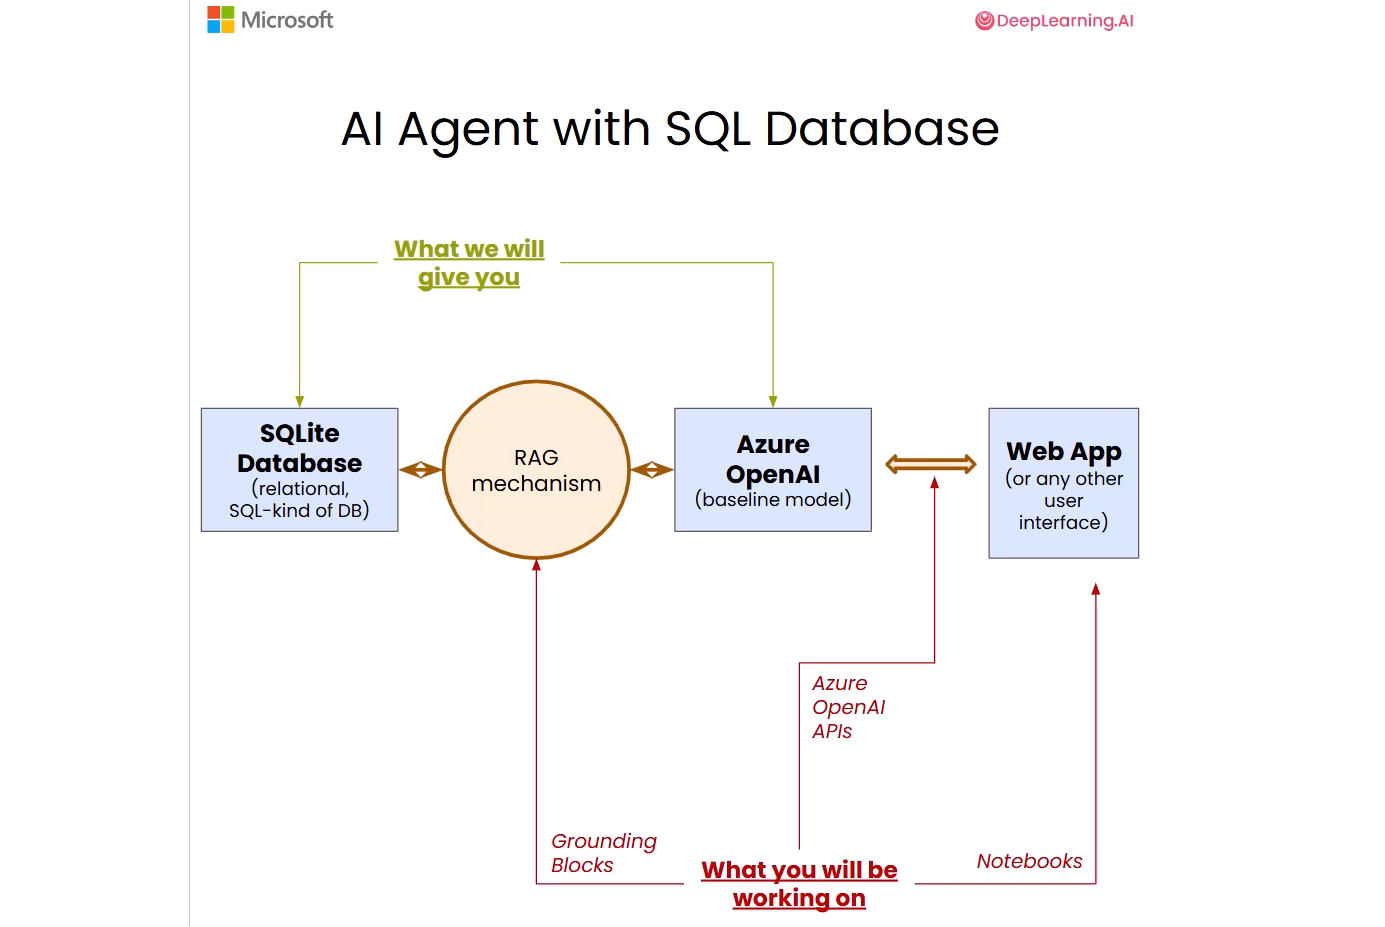 Microsoft
DeepLearning.AI
AI Agent with SQL Database
What we will
give you
SQLite
Database
(relational,
SQL-kind of DB)
RAG
mechanism
Azure
OpenAI
(baseline model)
Web App
(or any other
user
interface)
Azure
OpenAI
APIs
Grounding
Blocks
What you will be
working on
Notebooks